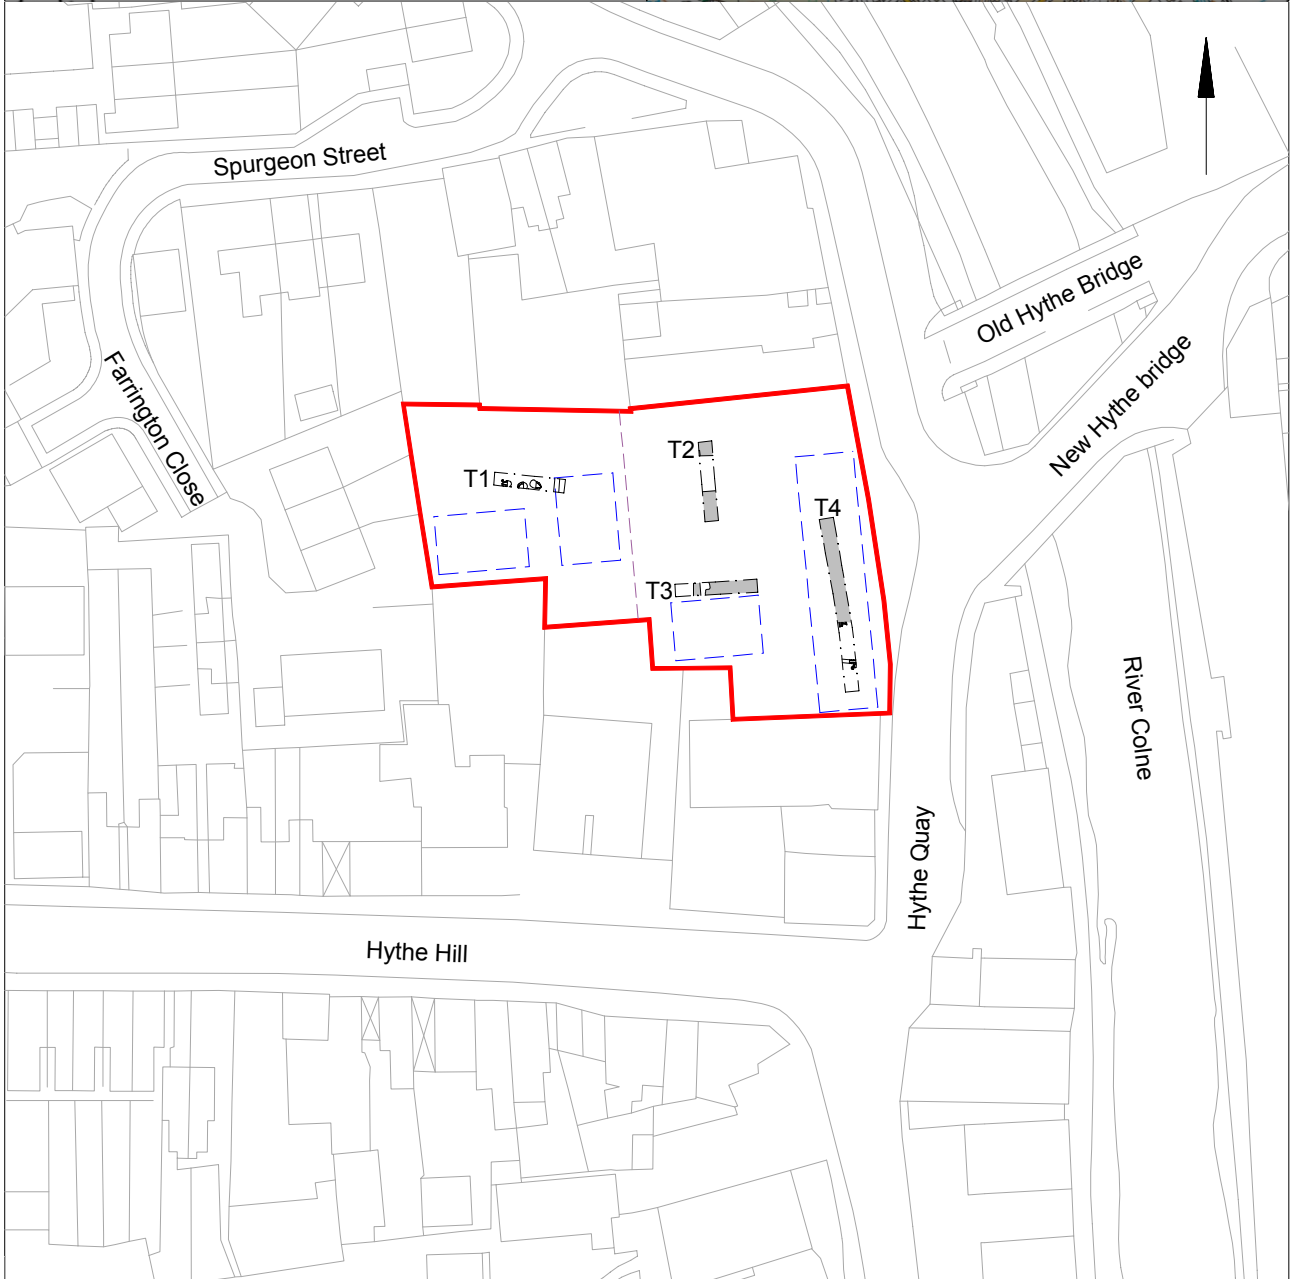 Spurgeon Street
Old Hythe Bridge
New Hythe bridge
Farrington Close
T2
T1
T4
T3
River Colne
Hythe Quay
Hythe Hill